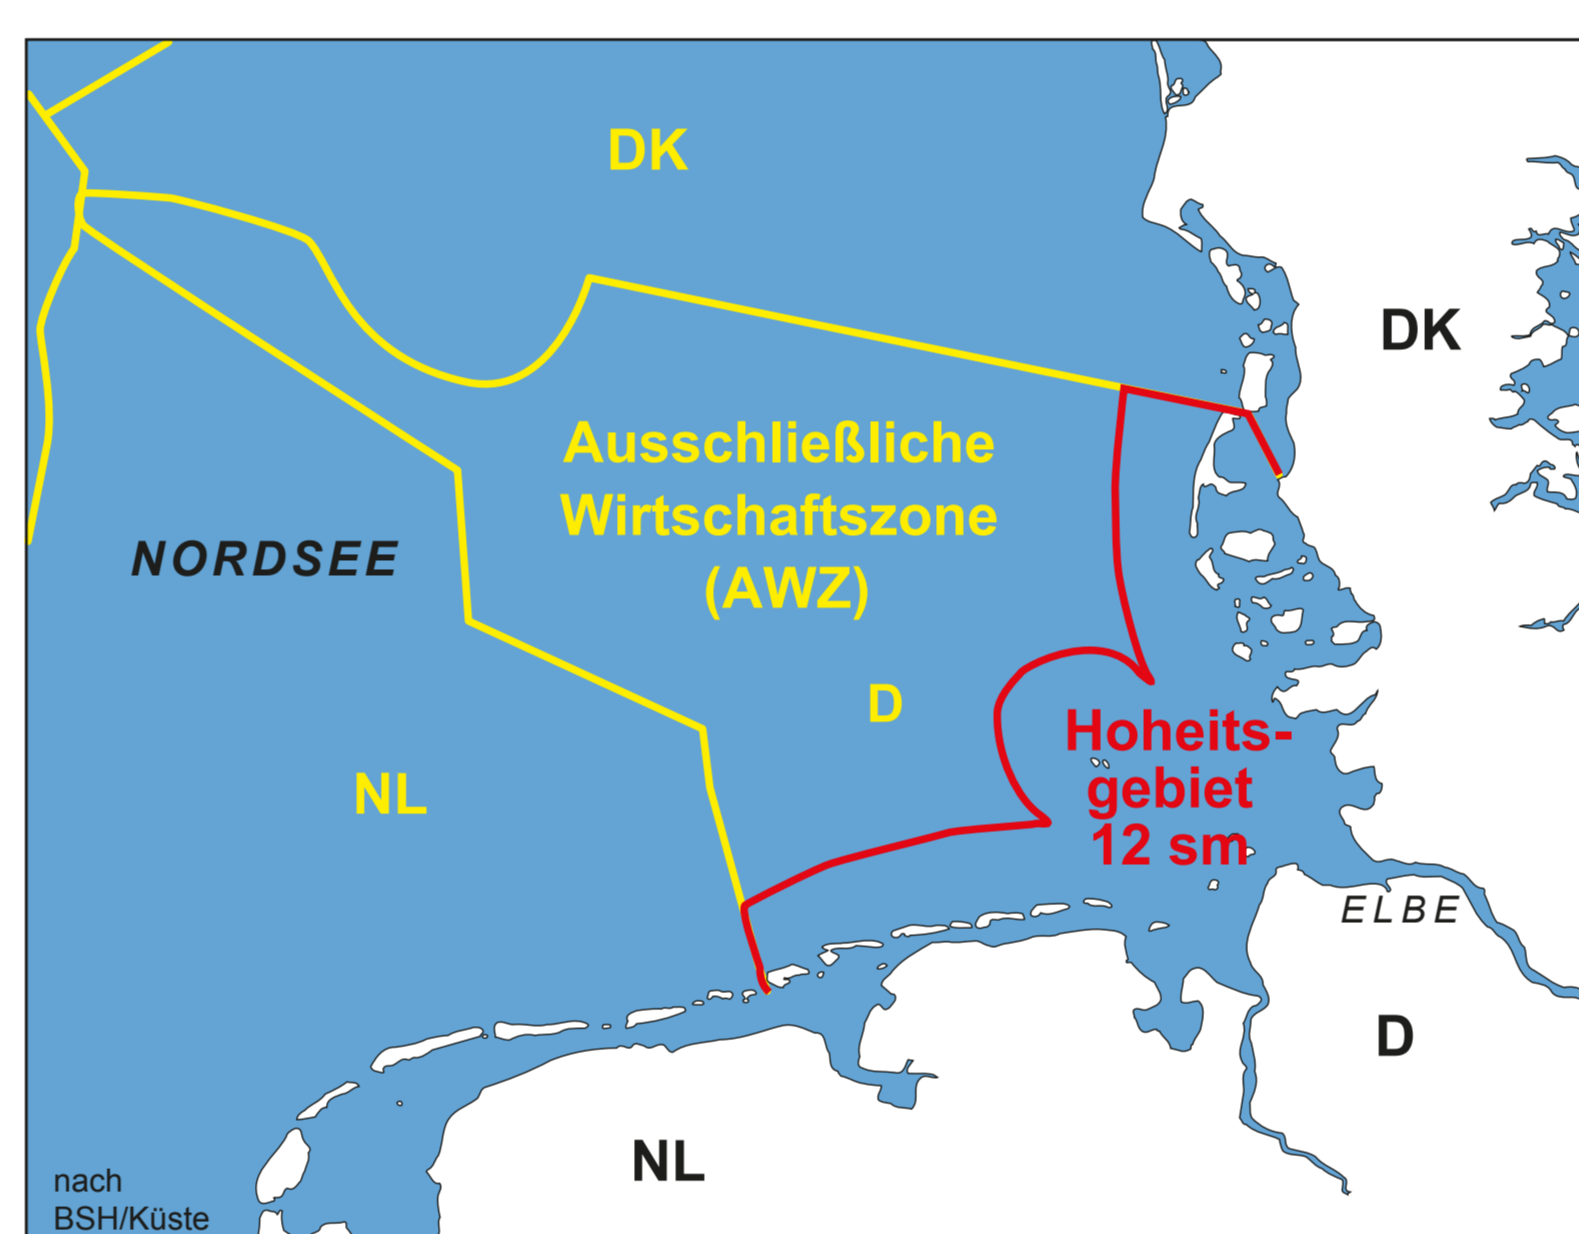 DK
DK
Ausschließliche
Wirtschaftszone
(AWZ)
NORDSEE
D
Hoheits-
gebiet
12 sm
NL
ELBE
D
NL
nach
BSH/Küste